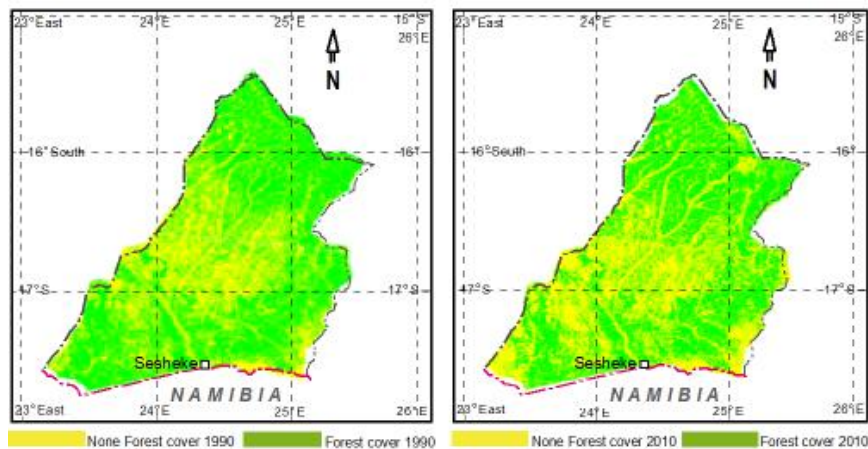 23°East 24°E 25°E 15°S
26°E
N
16°South 16°
17°S 17°S
Sesheke
NAMIBIA
23°East 24°E 25°E 26°E
None Forest cover 1990 Forest cover 1990
23°East 24°E 25°E 15°S
26°E
N
16°South 16°
17°S 17°S
Sesheke
NAMIBIA
23°East 24°E 25°E 26°E
None Forest cover 2010 Forest cover 2010